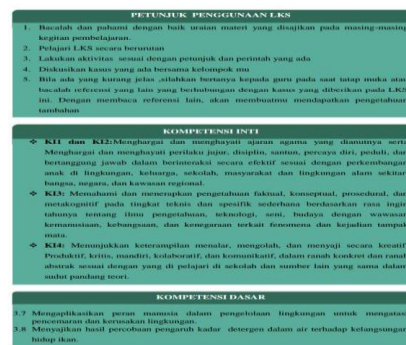 PETUNJUK PENGGUNAAN LKS
1. Bacalah dan pahami dengan baik uraian materi yang disajikan pada masing-masing
kegitan pembelajaran.
2. Pelajari LKS secara berurutan
3. Lakukan aktivitas sesuai dengan petunjuk dan perintah yang ada
4. Diskusikan kasus yang ada bersama kelompok mu
5. Bila ada yang kurang jelas ,silahkan bertanya kepada guru pada saat tatap muka atau
bacalah referensi yang lain yang berhubungan dengan kasus yang diberikan pada LKS
ini. Dengan membaca referensi lain, akan membuatmu mendapatkan pengetahuan
tambahan
KOMPETENSI INTI
❖ KI1 dan KI2:Menghargai dan menghayati ajaran agama yang dianutnya serta
Menghargai dan menghayati perilaku jujur, disiplin, santun, percaya diri, peduli, dan
bertanggung jawab dalam berinteraksi secara efektif sesuai dengan perkembangan
anak di lingkungan, keluarga, sekolah, masyarakat dan lingkungan alam sekitar
bangsa, negara, dan kawasan regional.
❖ KI3: Memahami dan menerapkan pengetahuan faktual, konseptual, prosedural, dan
metakognitif pada tingkat teknis dan spesifik sederhana berdasarkan rasa ingin
tahunya tentang ilmu pengetahuan, teknologi, seni, budaya dengan wawasan
kemanusiaan, kebangsaan, dan kenegaraan terkait fenomena dan kejadian tampak
mata.
❖ KI4: Menunjukkan keterampilan menalar, mengolah, dan menyaji secara kreatif,
Produktif, kritis, mandiri, kolaboratif, dan komunikatif, dalam ranah konkret dan ranah
abstrak sesuai dengan yang di pelajari di sekolah dan sumber lain yang sama dalam
sudut pandang teori.
KOMPETENSI DASAR
3.7 Mengaplikasikan peran manusia dalam pengelolaan lingkungan untuk mengatasi
pencemaran dan kerusakan lingkungan.
3.8 Menyajikan hasil percobaan pengaruh kadar detergen dalam air terhadap kelangsungan
hidup ikan.